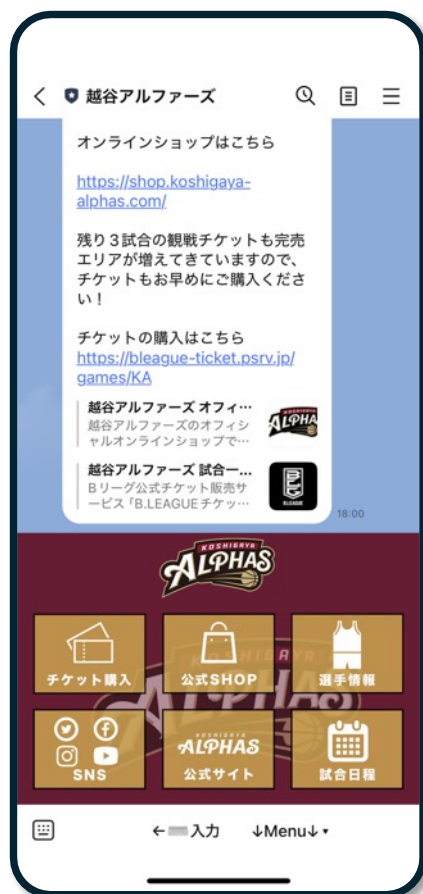 越谷アルファーズ
オンラインショップはこちら
https://shop.koshigaya-
alphas.com/
残り3試合の観戦チケットも完売
エリアが増えてきていますので、
チケットもお早めにご購入くださ
い！
チケットの購入はこちら
https://bleague-ticket.psrv.jp/
games/KA
越谷アルファーズ オフィ…
越谷アルファーズのオフィシ
ャルオンラインショップで…
ALPHA
越谷アルファーズ 試合一...
Bリーグ公式チケット販売サ
ービス「B.LEAGUEチケッ…
B.LEAGUE
18:00
KOSHIGAYA
ALPHAS
チケット購入
公式SHOP
選手情報
SNS
KOSHIGAYA
ALPHAS
公式サイト
試合日程
←入力
↓Menu↓▾